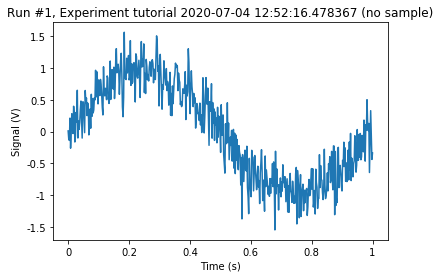 Run #1, Experiment tutorial 2020-07-04 12:52:16.478367 (no sample)
1.5
1
0.5
0
-0.5
-1
-1.5
Signal (V)
0 0.2 0.4 0.6 0.8 1
Time (s)